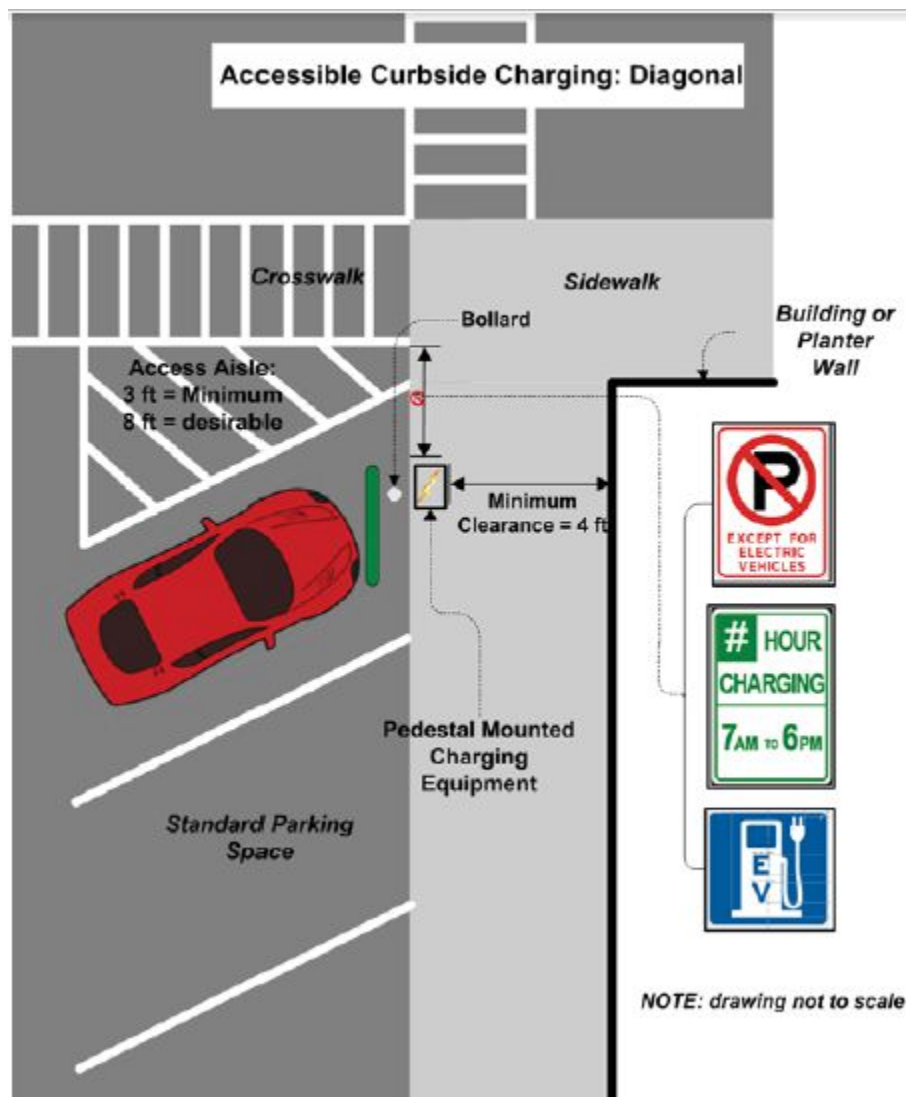 Accessible Curbside Charging: Diagonal
Crosswalk
Sidewalk
Bollard
Building or
Planter
Wall
Access Aisle:
3 ft = Minimum
8 ft = desirable
Minimum
Clearance = 4 ft
P
EXCEPT FOR
ELECTRIC
VEHICLES
# HOUR
CHARGING
7AM TO 6PM
EV
Pedestal Mounted
Charging
Equipment
Standard Parking
Space
NOTE: drawing not to scale